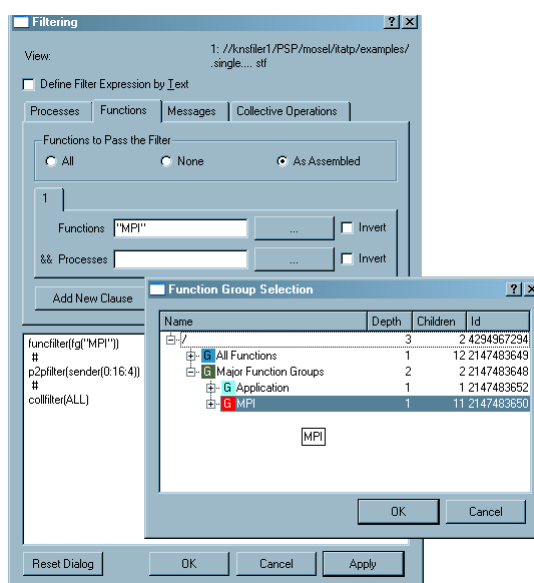 Filtering
View: 1: //knsfiler1/PSP/mosel/itatp/examples/
.single.... stf
Define Filter Expression by Text
Processes Functions Messages Collective Operations
Functions to Pass the Filter
All None As Assembled
1
Functions "MPI" ... Invert
&& Processes ... Invert
Add New Clause
Function Group Selection
Name Depth Children Id
/ 3 2 4294967294
G All Functions 1 12 2147483649
G Major Function Groups 2 2 2147483648
G Application 1 1 2147483652
G MPI 1 11 2147483650
MPI
OK Cancel
funcfilter(fg("MPI"))
#
p2pfilter(sender(0:16:4))
#
collfilter(ALL)
Reset Dialog OK Cancel Apply